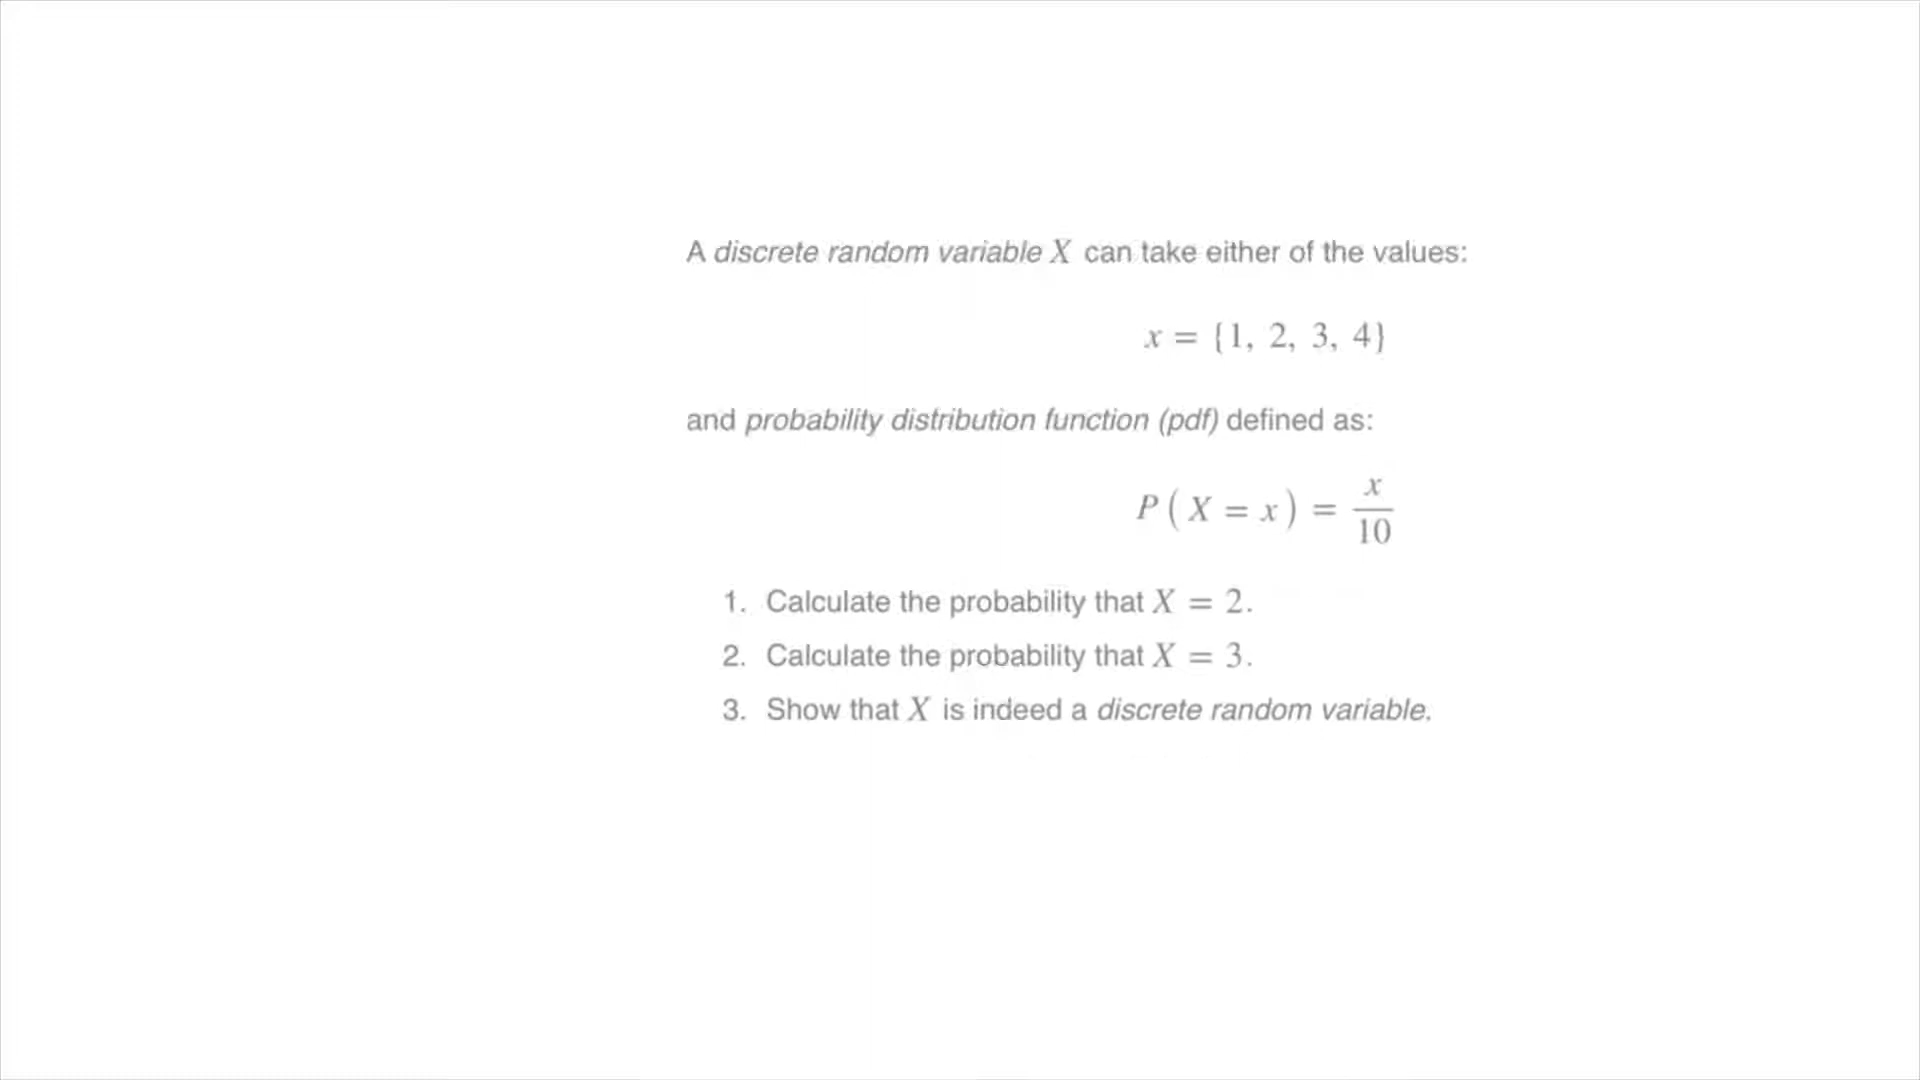 A discrete random variable X can take either of the values:
x = {1, 2, 3, 4}
and probability distribution function (pdf) defined as:
P(X = x) = x/10
1. Calculate the probability that X = 2.
2. Calculate the probability that X = 3.
3. Show that X is indeed a discrete random variable.